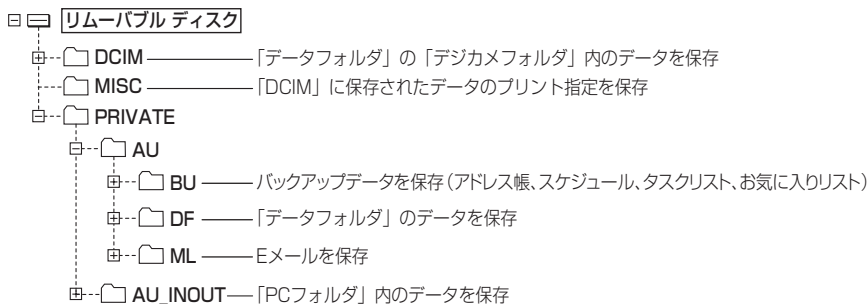 リムーバブル ディスク
DCIM 「データフォルダ」の「デジカメフォルダ」内のデータを保存
MISC 「DCIM」に保存されたデータのプリント指定を保存
PRIVATE
AU
BU バックアップデータを保存(アドレス帳、スケジュール、タスクリスト、お気に入りリスト)
DF 「データフォルダ」のデータを保存
ML Eメールを保存
AU_INOUT 「PCフォルダ」内のデータを保存